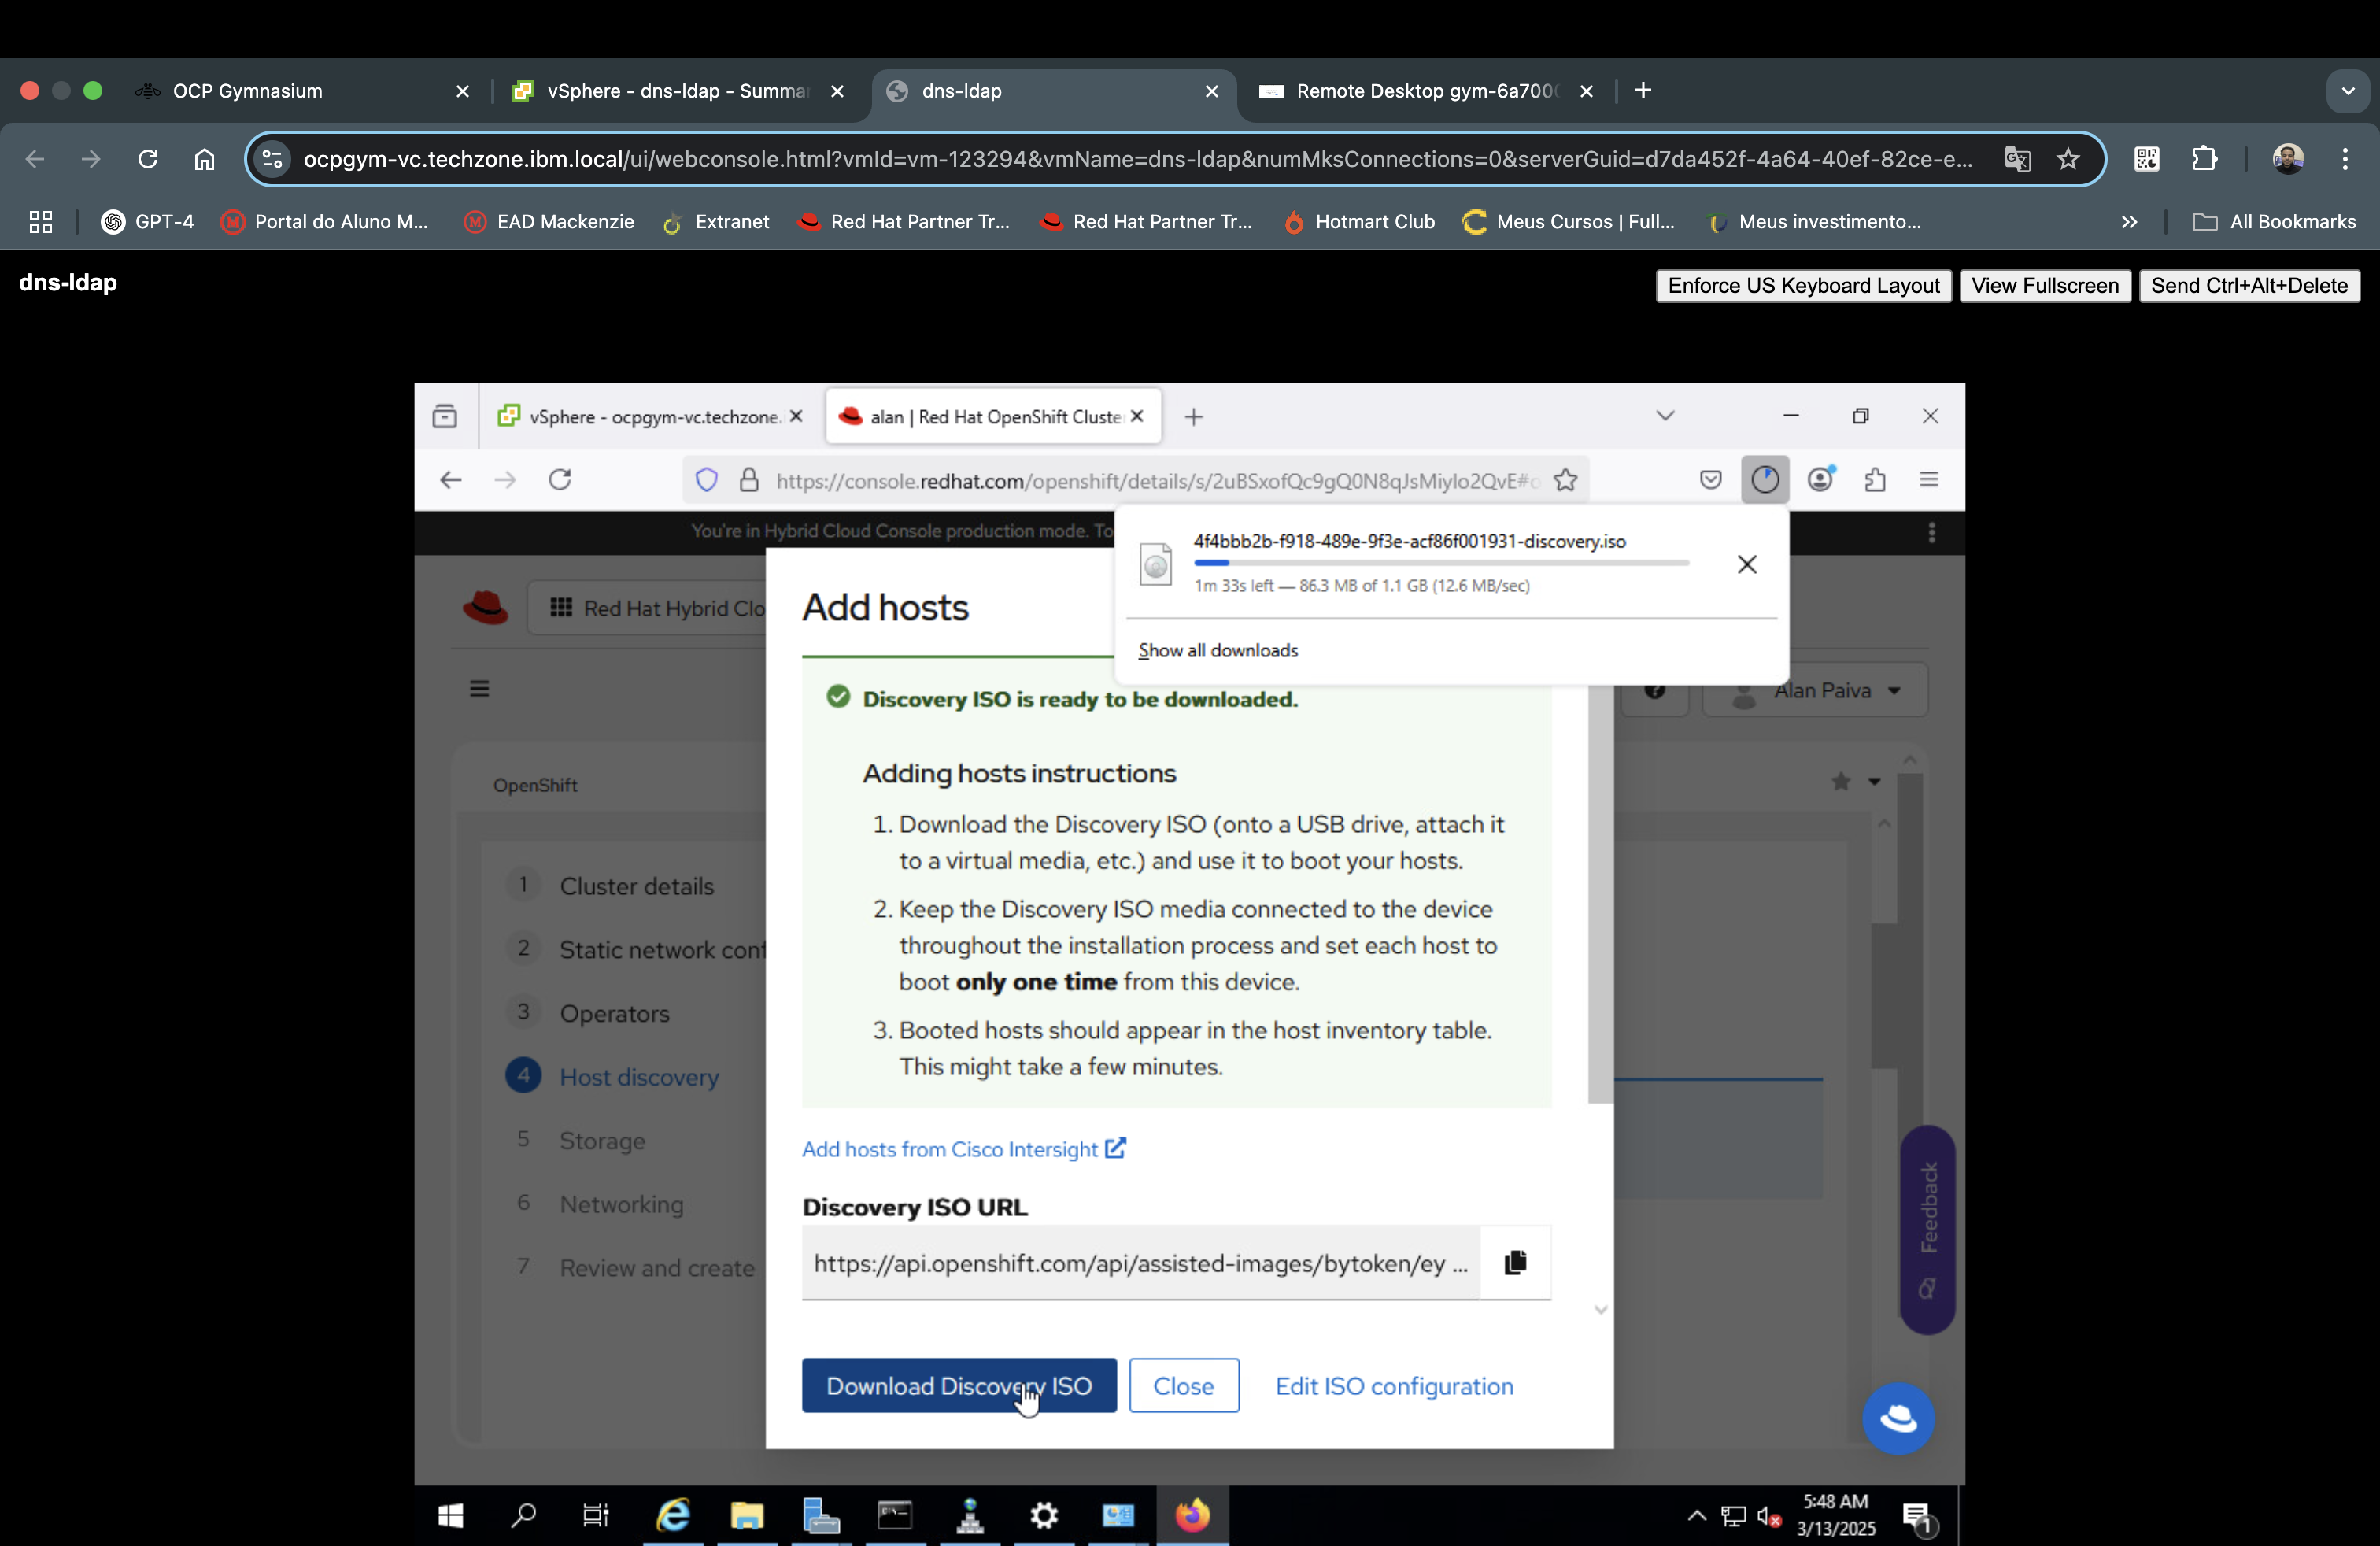 OCP Gymnasium
vSphere - dns-ldap - Summar
dns-ldap
Remote Desktop gym-6a700
ocpgym-vc.techzone.ibm.local/ui/webconsole.html?vmId=vm-123294&vmName=dns-ldap&numMksConnections=0&serverGuid=d7da452f-4a64-40ef-82ce-e...
GPT-4
Portal do Aluno M...
EAD Mackenzie
Extranet
Red Hat Partner Tr...
Red Hat Partner Tr...
Hotmart Club
Meus Cursos | Full...
Meus investimento...
All Bookmarks
dns-ldap
Enforce US Keyboard Layout
View Fullscreen
Send Ctrl+Alt+Delete
vSphere - ocpgym-vc.techzone.
alan | Red Hat OpenShift Cluste
https://console.redhat.com/openshift/details/s/2uBSxofQc9gQ0N8qJsMiyIo2QvE#
You're in Hybrid Cloud Console production mode. To
4f4bbb2b-f918-489e-9f3e-acf86f001931-discovery.iso
1m 33s left — 86.3 MB of 1.1 GB (12.6 MB/sec)
Show all downloads
Red Hat Hybrid Clo
Alan Paiva
Add hosts
Discovery ISO is ready to be downloaded.
Adding hosts instructions
1. Download the Discovery ISO (onto a USB drive, attach it
to a virtual media, etc.) and use it to boot your hosts.
2. Keep the Discovery ISO media connected to the device
throughout the installation process and set each host to
boot only one time from this device.
3. Booted hosts should appear in the host inventory table.
This might take a few minutes.
Add hosts from Cisco Intersight
Discovery ISO URL
https://api.openshift.com/api/assisted-images/bytoken/ey ...
Download Discovery ISO
Close
Edit ISO configuration
OpenShift
1 Cluster details
2 Static network conf
3 Operators
4 Host discovery
5 Storage
6 Networking
7 Review and create
Feedback
5:48 AM
3/13/2025
1